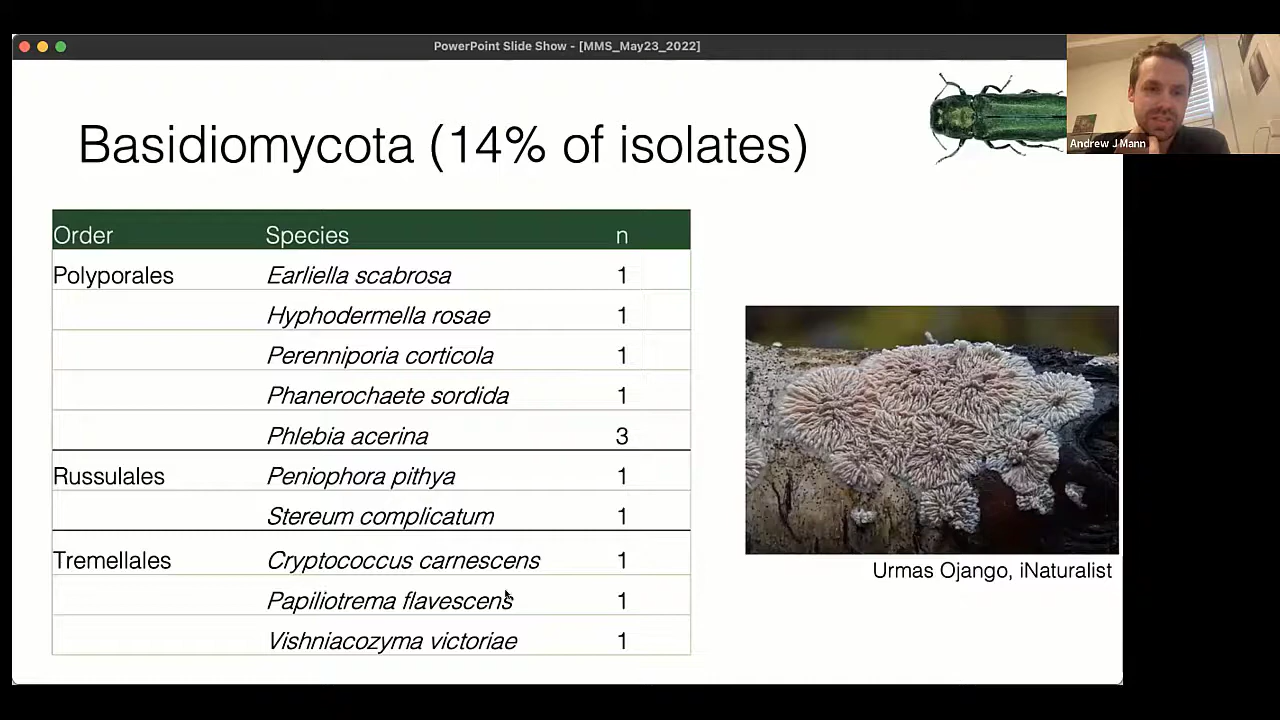 PowerPoint Slide Show - [MMS_May23_2022]
Andrew J Mann
Basidiomycota (14% of isolates)
Order Species n
Polyporales Earliella scabrosa 1
Hyphodermella rosae 1
Perenniporia corticola 1
Phanerochaete sordida 1
Phlebia acerina 3
Russulales Peniophora pithya 1
Stereum complicatum 1
Tremellales Cryptococcus carnescens 1
Papiliotrema flavescens 1
Vishniacozyma victoriae 1
Urmas Ojango, iNaturalist